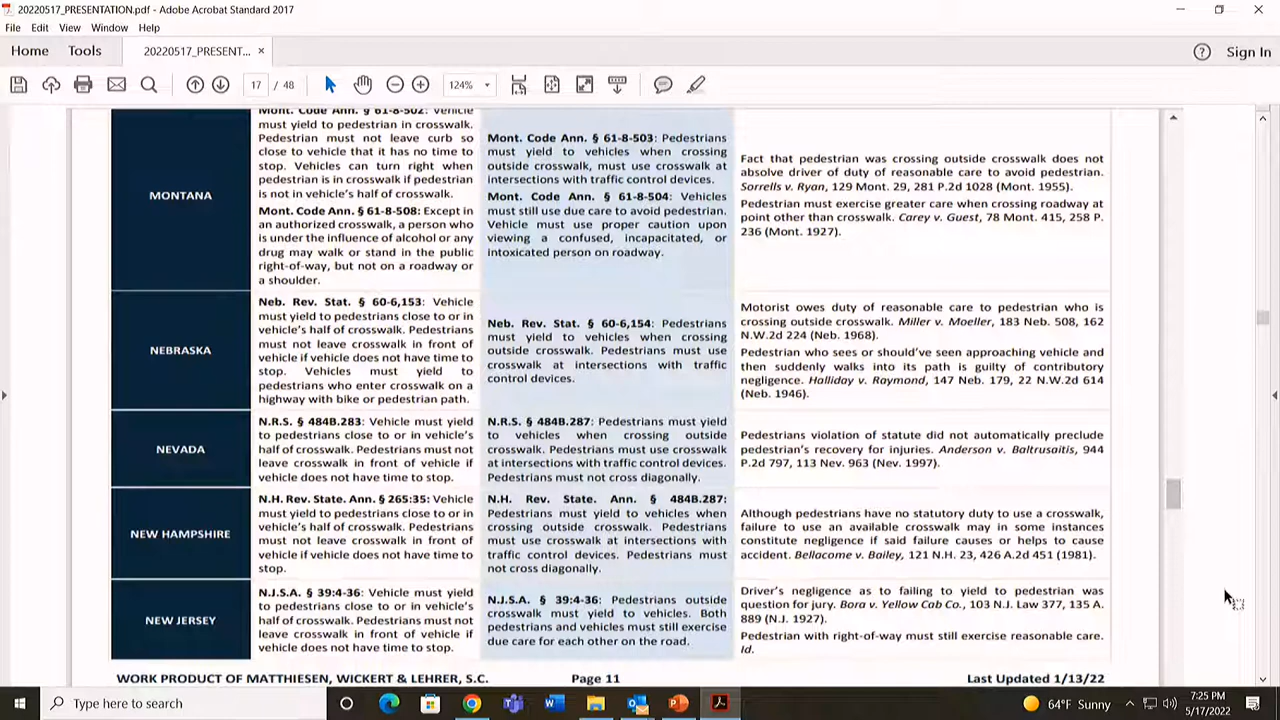 20220517_PRESENTATION.pdf - Adobe Acrobat Standard 2017
File Edit View Window Help
Home Tools 20220517_PRESENT... × ? Sign In
17 / 48 124%
MONTANA
Mont. Code Ann. § 61-8-502: Vehicle
must yield to pedestrian in crosswalk.
Pedestrian must not leave curb so
close to vehicle that it has no time to
stop. Vehicles can turn right when
pedestrian is in crosswalk if pedestrian
is not in vehicle's half of crosswalk.
Mont. Code Ann. § 61-8-508: Except in
an authorized crosswalk, a person who
is under the influence of alcohol or any
drug may walk or stand in the public
right-of-way, but not on a roadway or
a shoulder.
Mont. Code Ann. § 61-8-503: Pedestrians
must yield to vehicles when crossing
outside crosswalk, must use crosswalk at
intersections with traffic control devices.
Mont. Code Ann. § 61-8-504: Vehicles
must still use due care to avoid pedestrian.
Vehicle must use proper caution upon
viewing a confused, incapacitated, or
intoxicated person on roadway.
Fact that pedestrian was crossing outside crosswalk does not
absolve driver of duty of reasonable care to avoid pedestrian.
Sorrells v. Ryan, 129 Mont. 29, 281 P.2d 1028 (Mont. 1955).
Pedestrian must exercise greater care when crossing roadway at
point other than crosswalk. Carey v. Guest, 78 Mont. 415, 258 P.
236 (Mont. 1927).
NEBRASKA
Neb. Rev. Stat. § 60-6,153: Vehicle
must yield to pedestrians close to or in
vehicle's half of crosswalk. Pedestrians
must not leave crosswalk in front of
vehicle if vehicle does not have time to
stop. Vehicles must yield to
pedestrians who enter crosswalk on a
highway with bike or pedestrian path.
Neb. Rev. Stat. § 60-6,154: Pedestrians
must yield to vehicles when crossing
outside crosswalk. Pedestrians must use
crosswalk at intersections with traffic
control devices.
Motorist owes duty of reasonable care to pedestrian who is
crossing outside crosswalk. Miller v. Moeller, 183 Neb. 508, 162
N.W.2d 224 (Neb. 1968).
Pedestrian who sees or should've seen approaching vehicle and
then suddenly walks into its path is guilty of contributory
negligence. Halliday v. Raymond, 147 Neb. 179, 22 N.W.2d 614
(Neb. 1946).
NEVADA
N.R.S. § 484B.283: Vehicle must yield
to pedestrians close to or in vehicle's
half of crosswalk. Pedestrians must not
leave crosswalk in front of vehicle if
vehicle does not have time to stop.
N.R.S. § 484B.287: Pedestrians must yield
to vehicles when crossing outside
crosswalk. Pedestrians must use crosswalk
at intersections with traffic control devices.
Pedestrians must not cross diagonally.
Pedestrians violation of statute did not automatically preclude
pedestrian's recovery for injuries. Anderson v. Baltrusaitis, 944
P.2d 797, 113 Nev. 963 (Nev. 1997).
NEW HAMPSHIRE
N.H. Rev. State. Ann. § 265:35: Vehicle
must yield to pedestrians close to or in
vehicle's half of crosswalk. Pedestrians
must not leave crosswalk in front of
vehicle if vehicle does not have time to
stop.
N.H. Rev. State. Ann. § 484B.287:
Pedestrians must yield to vehicles when
crossing outside crosswalk. Pedestrians
must use crosswalk at intersections with
traffic control devices. Pedestrians must
not cross diagonally.
Although pedestrians have no statutory duty to use a crosswalk,
failure to use an available crosswalk may in some instances
constitute negligence if said failure causes or helps to cause
accident. Bellacome v. Bailey, 121 N.H. 23, 426 A.2d 451 (1981).
NEW JERSEY
N.J.S.A. § 39:4-36: Vehicle must yield
to pedestrians close to or in vehicle's
half of crosswalk. Pedestrians must not
leave crosswalk in front of vehicle if
vehicle does not have time to stop.
N.J.S.A. § 39:4-36: Pedestrians outside
crosswalk must yield to vehicles. Both
pedestrians and vehicles must still exercise
due care for each other on the road.
Driver's negligence as to failing to yield to pedestrian was
question for jury. Bora v. Yellow Cab Co., 103 N.J. Law 377, 135 A.
889 (N.J. 1927).
Pedestrian with right-of-way must still exercise reasonable care.
Id.
WORK PRODUCT OF MATTHIESEN, WICKERT & LEHRER, S.C. Page 11 Last Updated 1/13/22
Type here to search 64°F Sunny 7:25 PM
5/17/2022